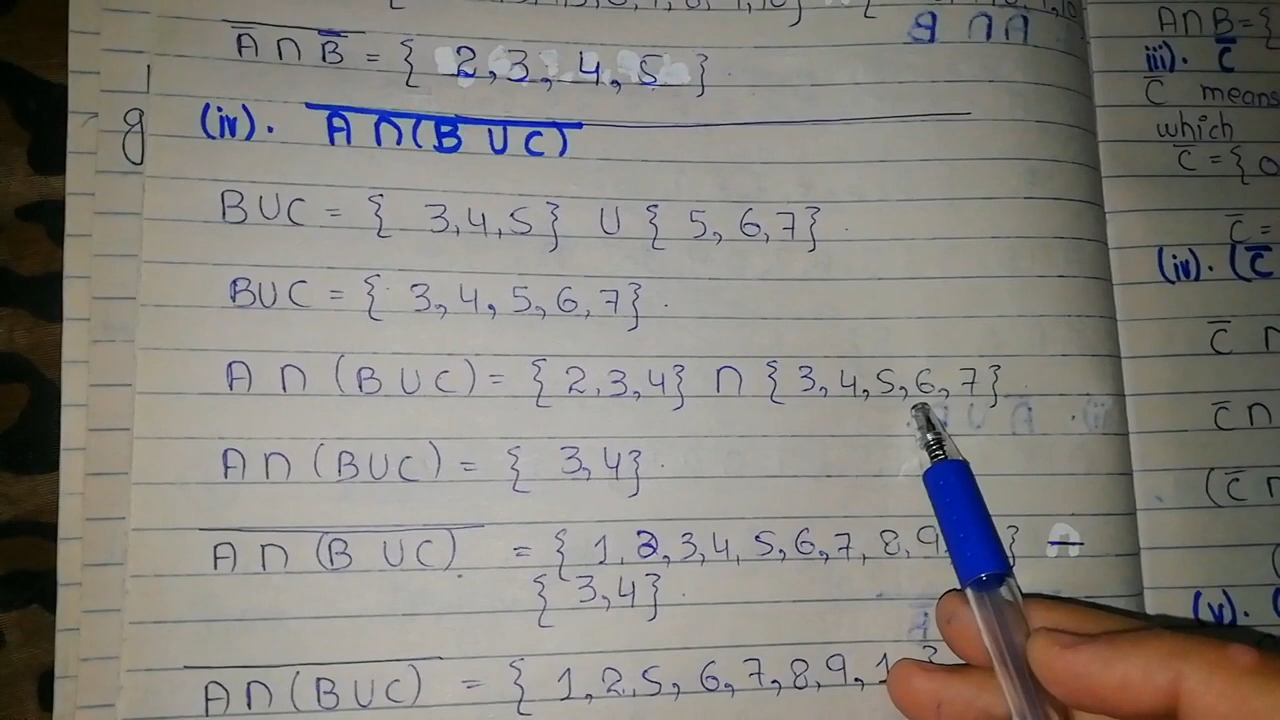 A̅ ∩ B̅ = { 2, 3, 4, 5 }
g (iv). A ∩ (B ∪ C)
B ∪ C = { 3, 4, 5 } ∪ { 5, 6, 7 }.
B ∪ C = { 3, 4, 5, 6, 7 }.
A ∩ (B ∪ C) = { 2, 3, 4 } ∩ { 3, 4, 5, 6, 7 }.
A ∩ (B ∪ C) = { 3, 4 }.
A ∩ (B ∪ C) = { 1, 2, 3, 4, 5, 6, 7, 8, 9, } -
{ 3, 4 }.
A ∩ (B ∪ C) = { 1, 2, 5, 6, 7, 8, 9, 1 }
A ∩ B = {
iii). C̅
C̅ means
which
C̅ = { 0
C̅ =
(iv). (C̅
C̅ ∩
C̅ ∩
(C̅ ∩
(v). (